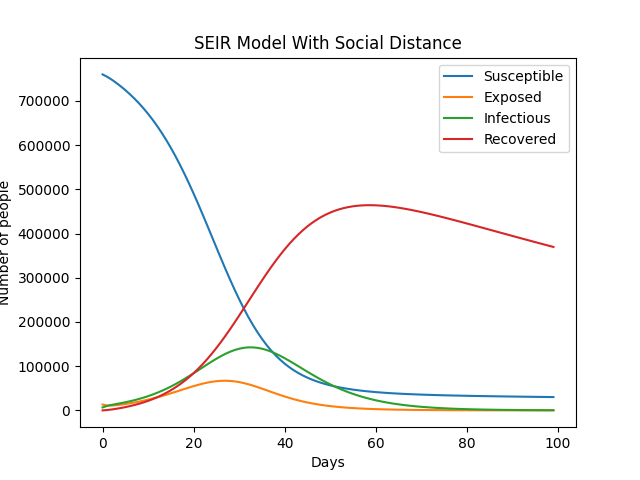 SEIR Model With Social Distance
Susceptible
Exposed
Infectious
Recovered
Number of people
700000
600000
500000
400000
300000
200000
100000
0
0 20 40 60 80 100
Days